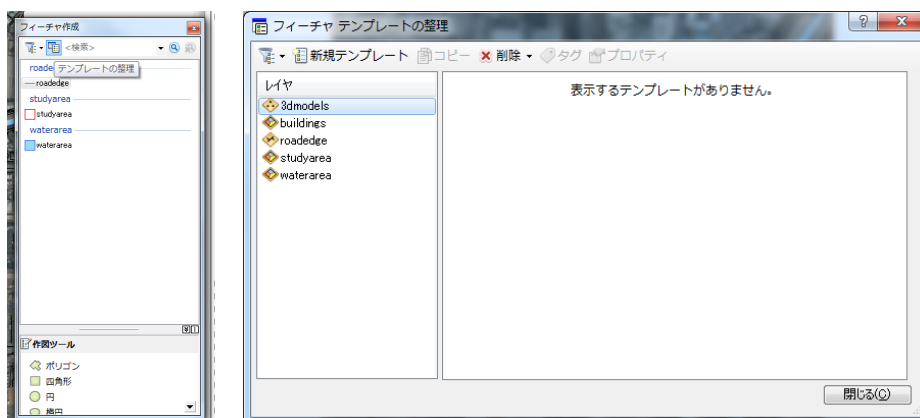 フィーチャ作成
<検索>
roade
テンプレートの整理
roadedge
studyarea
studyarea
waterarea
waterarea
作図ツール
ポリゴン
四角形
円
楕円
フィーチャ テンプレートの整理
新規テンプレート コピー 削除 タグ プロパティ
レイヤ
3dmodels
buildings
roadedge
studyarea
waterarea
表示するテンプレートがありません。
閉じる(C)